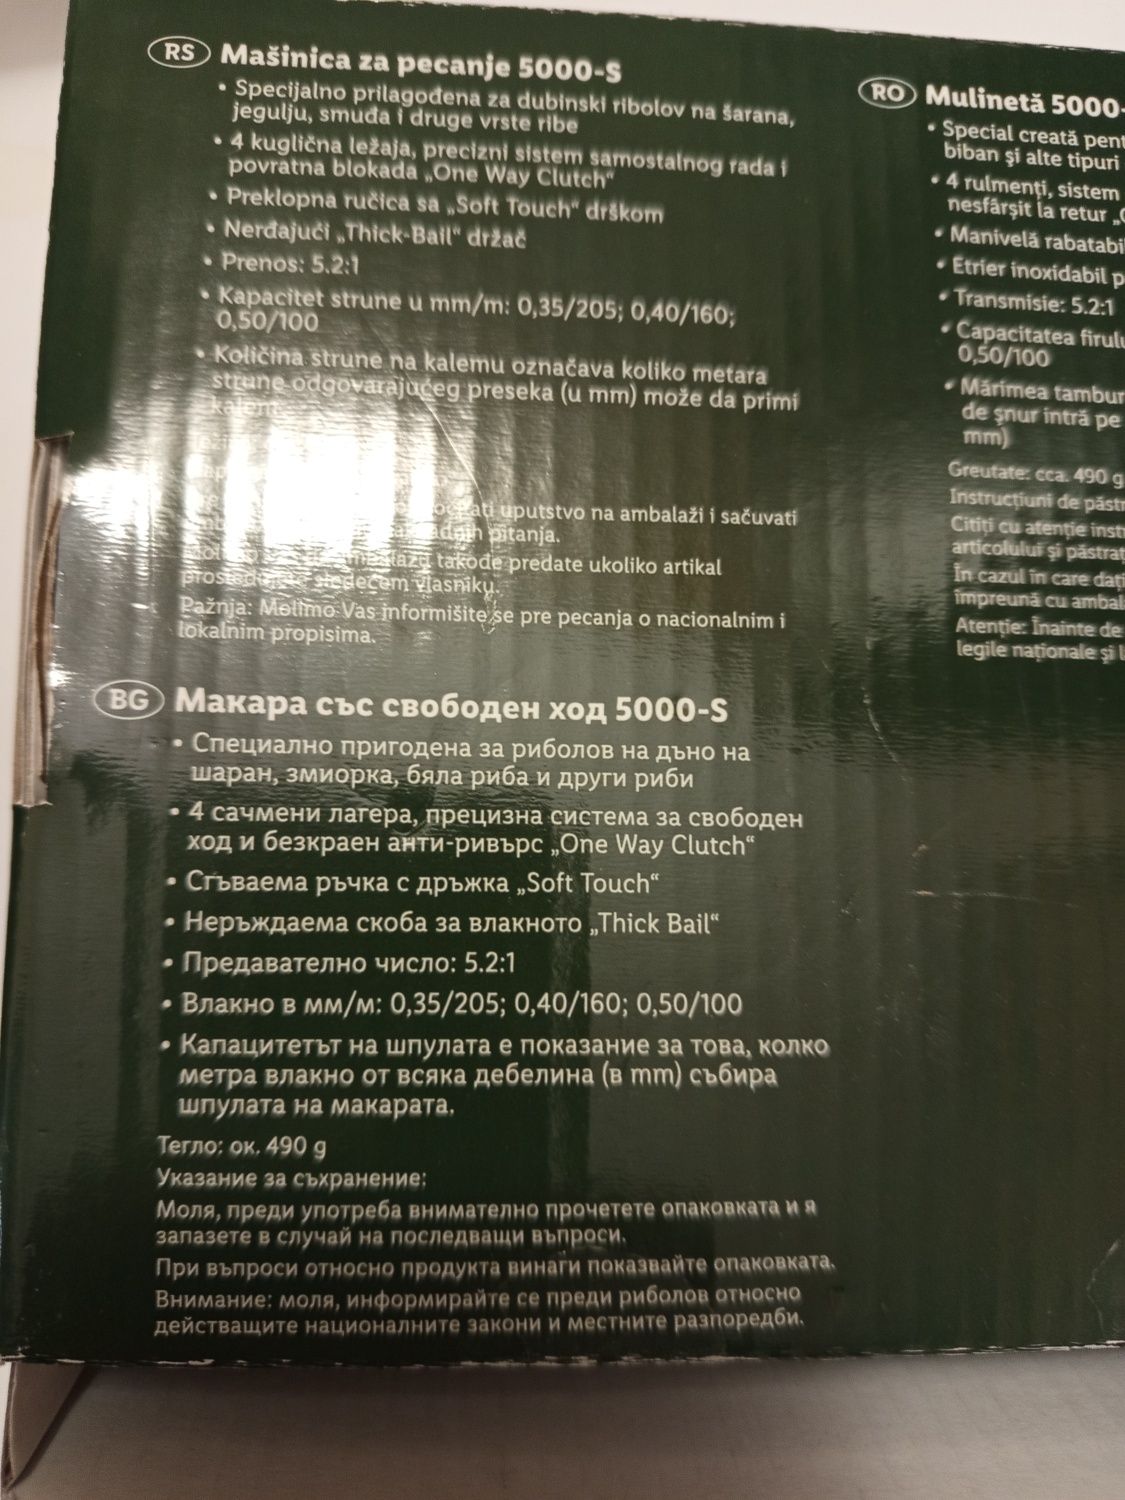 RS Mašinica za pecanje 5000-S
• Specijalno prilagođena za dubinski ribolov na šarana,
jegulju, smuđa i druge vrste ribe
• 4 kuglična ležaja, precizni sistem samostalnog rada i
povratna blokada „One Way Clutch“
• Preklopna ručica sa „Soft Touch“ drškom
• Nerđajući „Thick-Bail“ držač
• Prenos: 5.2:1
• Kapacitet strune u mm/m: 0,35/205; 0,40/160;
0,50/100
• Količina strune na kalemu označava koliko metara
strune odgovarajućeg preseka (u mm) može da primi
kalem.
uputstvo na ambalaži i sačuvati
pitanja.
takođe predate ukoliko artikal
sledećem vlasniku.
Pažnja: Molimo Vas informišite se pre pecanja o nacionalnim i
lokalnim propisima.
BG Макара със свободен ход 5000-S
• Специално пригодена за риболов на дъно на
шаран, змиорка, бяла риба и други риби
• 4 сачмени лагера, прецизна система за свободен
ход и безкраен анти-ривърс „One Way Clutch“
• Сгъваема ръчка с дръжка „Soft Touch“
• Неръждаема скоба за влакното „Thick Bail“
• Предавателно число: 5.2:1
• Влакно в мм/м: 0,35/205; 0,40/160; 0,50/100
• Капацитетът на шпулата е показание за това, колко
метра влакно от всяка дебелина (в mm) събира
шпулата на макарата.
Тегло: ок. 490 g
Указание за съхранение:
Моля, преди употреба внимателно прочетете опаковката и я
запазете в случай на последващи въпроси.
При въпроси относно продукта винаги показвайте опаковката.
Внимание: моля, информирайте се преди риболов относно
действащите националните закони и местните разпоредби.
RO Mulinetă 5000-
• Special creată pent
biban şi alte tipuri
• 4 rulmenţi, sistem
nesfârşit la retur „
• Manivelă rabatabi
• Etrier inoxidabil p
• Transmisie: 5.2:1
• Capacitatea firulu
0,50/100
• Mărimea tambur
de şnur intră pe
mm)
Greutate: cca. 490 g
Instrucţiuni de păstr
Citiţi cu atenţie inst
articolului şi păstraţ
În cazul în care daţi
împreună cu ambal
Atenţie: Înainte de
legile naţionale şi l